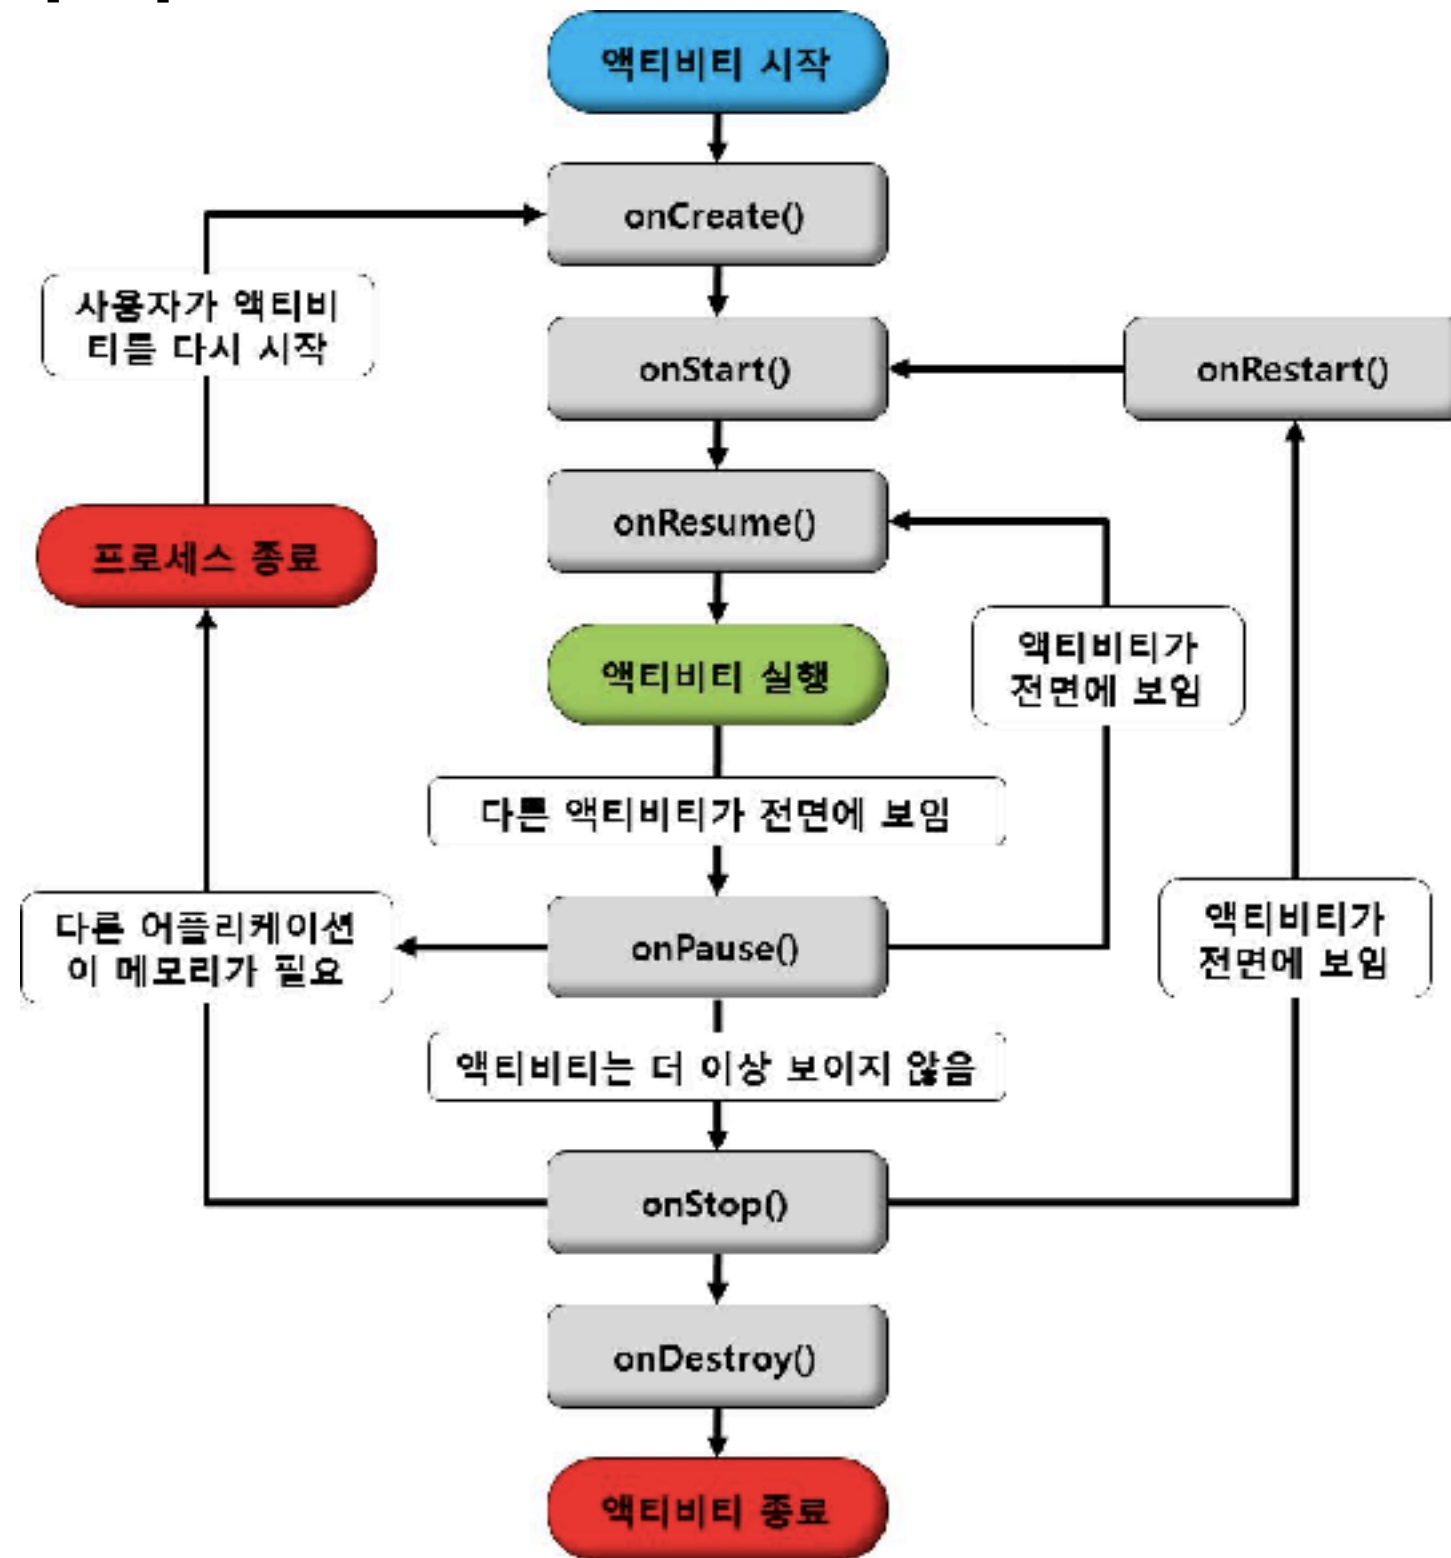 액티비티 시작
onCreate()
사용자가 액티비
티를 다시 시작
onStart()
onRestart()
onResume()
프로세스 종료
액티비티 실행
액티비티가
전면에 보임
다른 액티비티가 전면에 보임
다른 어플리케이션
이 메모리가 필요
onPause()
액티비티가
전면에 보임
액티비티는 더 이상 보이지 않음
onStop()
onDestroy()
액티비티 종료